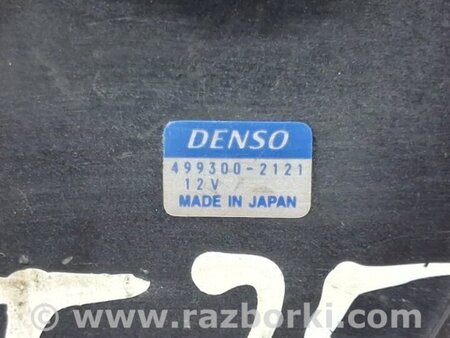 DENSO
499300-2121
12V
MADE IN JAPAN
©www.razborki.com